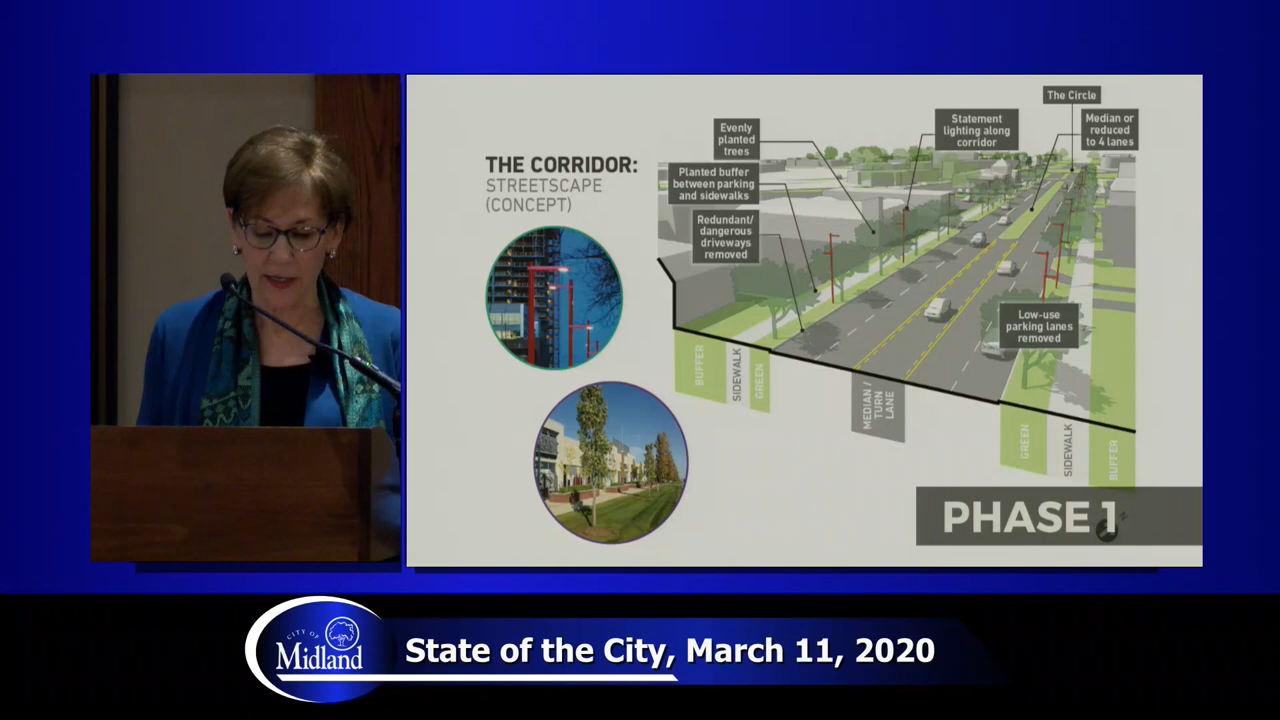 THE CORRIDOR:
STREETSCAPE
(CONCEPT)
Evenly
planted
trees
Planted buffer
between parking
and sidewalks
Redundant/
dangerous
driveways
removed
Statement
lighting along
corridor
The Circle
Median or
reduced
to 4 lanes
Low-use
parking lanes
removed
BUFFER
SIDEWALK
GREEN
MEDIAN /
TURN
LANE
GREEN
SIDEWALK
BUFFER
PHASE 1
CITY OF
Midland
State of the City, March 11, 2020